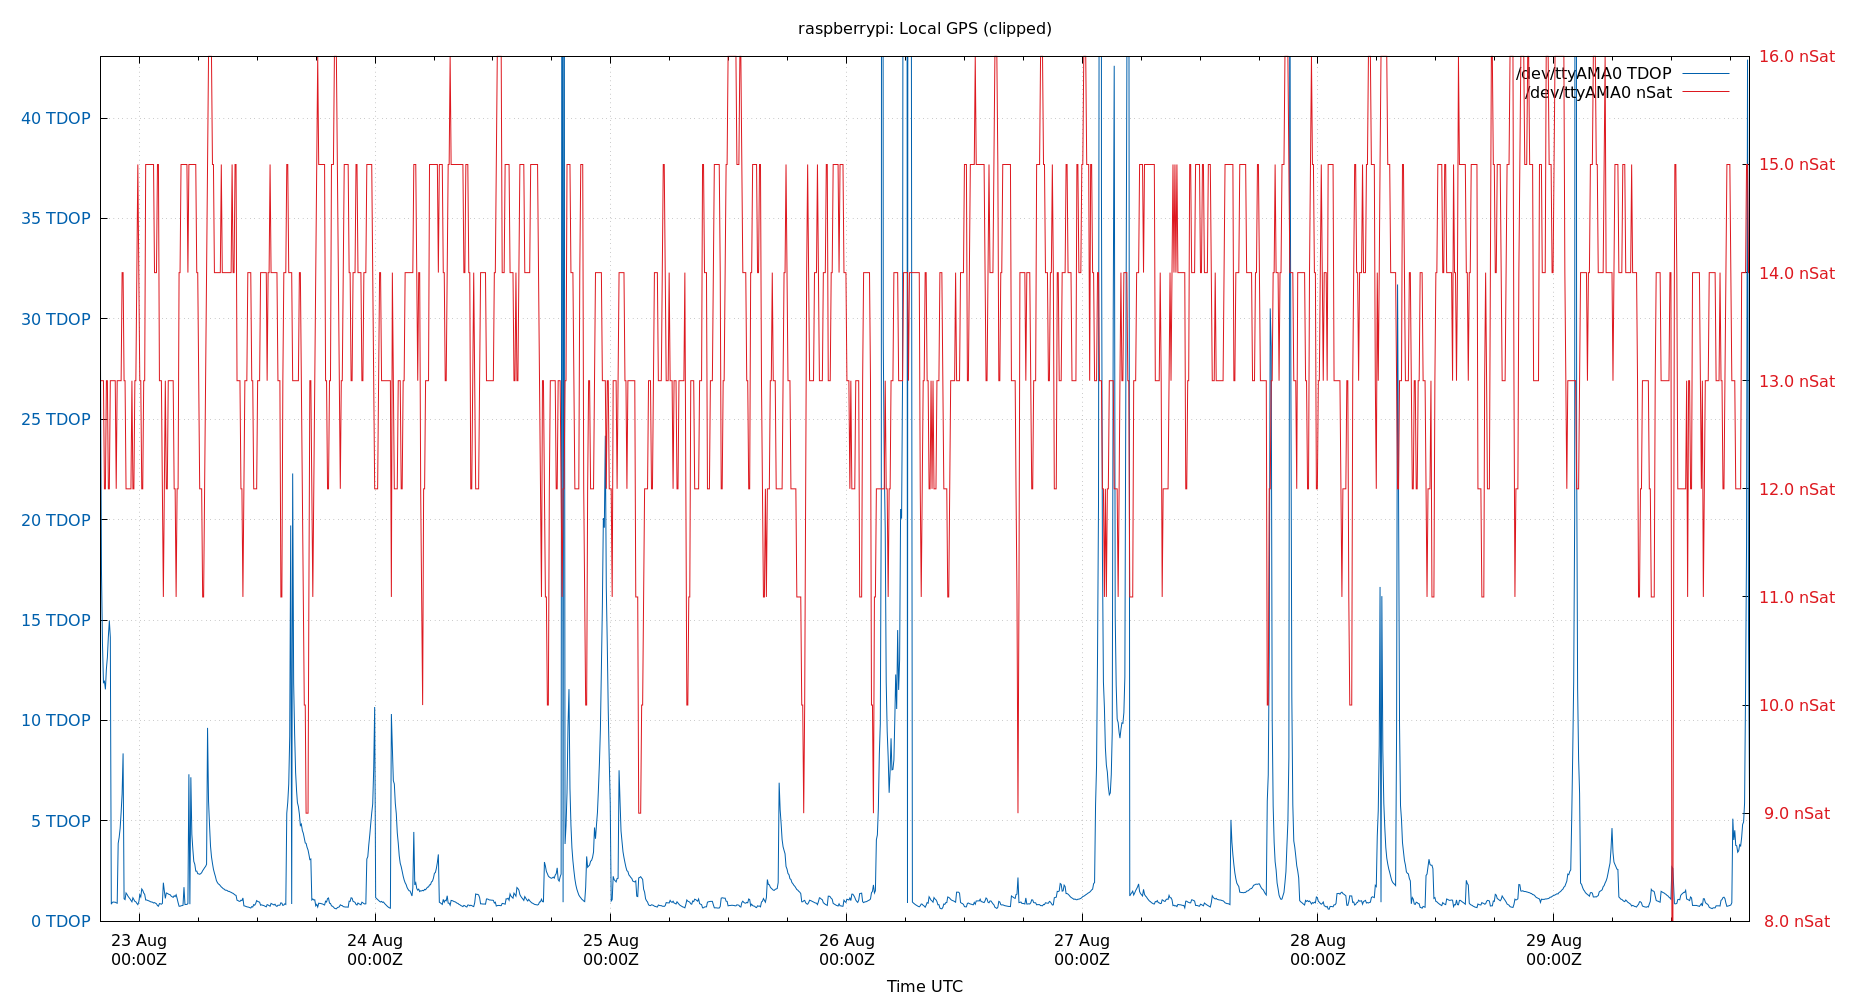 raspberrypi: Local GPS (clipped)
16.0 nSat
/dev/ttyAMA0 TDOP
/dev/ttyAMA0 nSat
40 TDOP
15.0 nSat
35 TDOP
14.0 nSat
30 TDOP
13.0 nSat
25 TDOP
12.0 nSat
20 TDOP
11.0 nSat
15 TDOP
10.0 nSat
10 TDOP
9.0 nSat
5 TDOP
0 TDOP
8.0 nSat
23 Aug 24 Aug 25 Aug 26 Aug 27 Aug 28 Aug 29 Aug
00:00Z 00:00Z 00:00Z 00:00Z 00:00Z 00:00Z 00:00Z
Time UTC